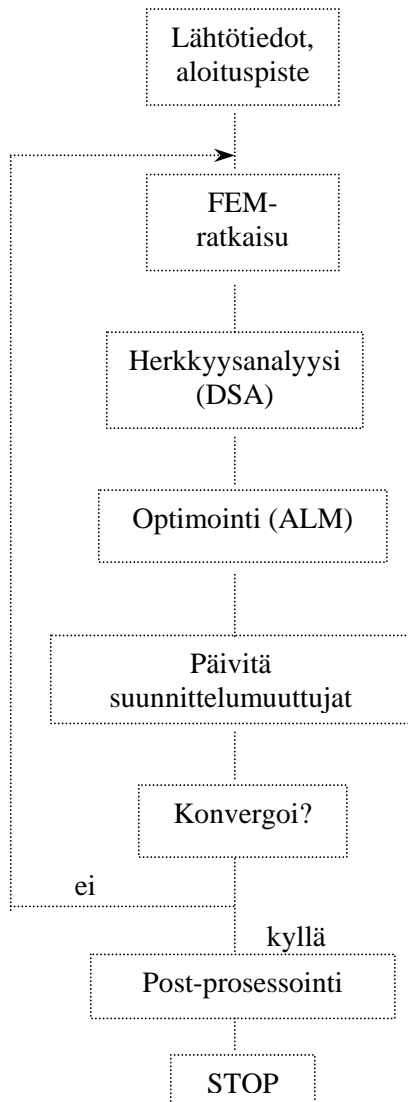 Lähtötiedot,
aloituspiste
FEM-
ratkaisu
Herkkyysanalyysi
(DSA)
Optimointi (ALM)
Päivitä
suunnittelumuuttujat
Konvergoi?
ei
kyllä
Post-prosessointi
STOP